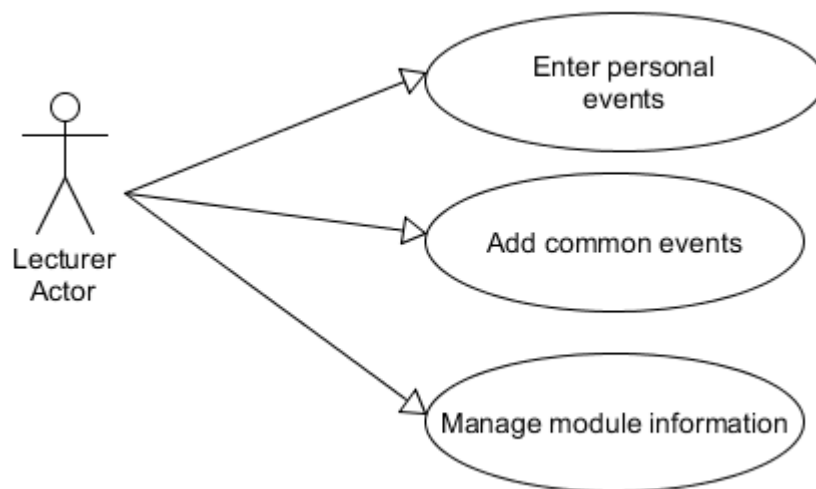 Enter personal
events
Lecturer
Actor
Add common events
Manage module information